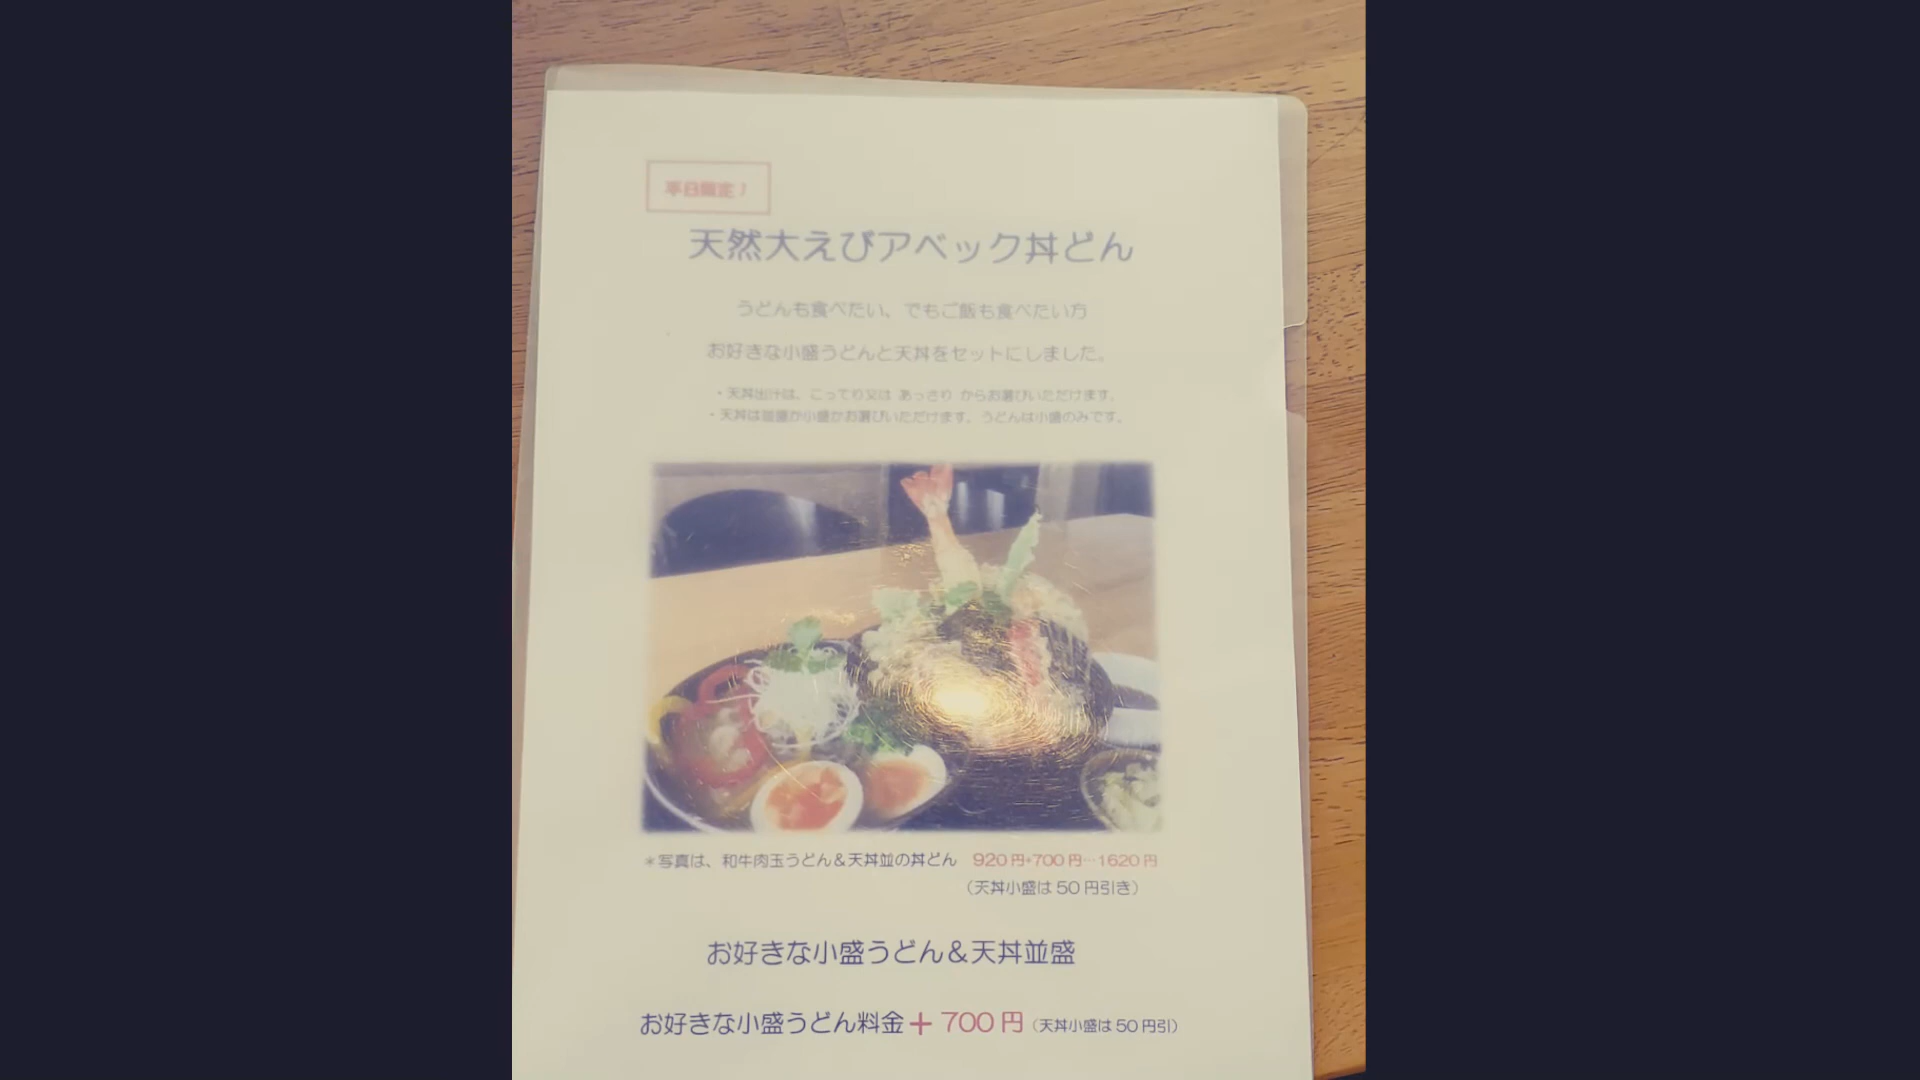 平日限定！
天然大えびアベック丼どん
うどんも食べたい、でもご飯も食べたい方
お好きな小盛うどんと天丼をセットにしました。
・天丼出汁は、こってり又は あっさり からお選びいただけます。
・天丼は並盛か小盛かお選びいただけます。うどんは小盛のみです。
＊写真は、和牛肉玉うどん＆天丼並の丼どん 920円+700円…1620円
（天丼小盛は50円引き）
お好きな小盛うどん＆天丼並盛
お好きな小盛うどん料金＋700円（天丼小盛は50円引）